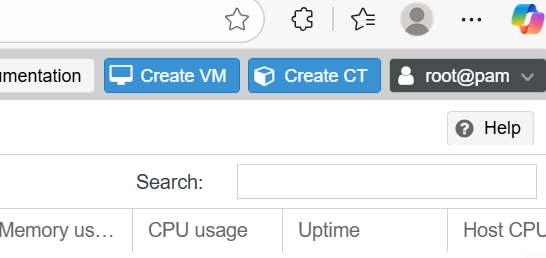 umentation Create VM Create CT root@pam
Help
Search:
Memory us... CPU usage Uptime Host CPU